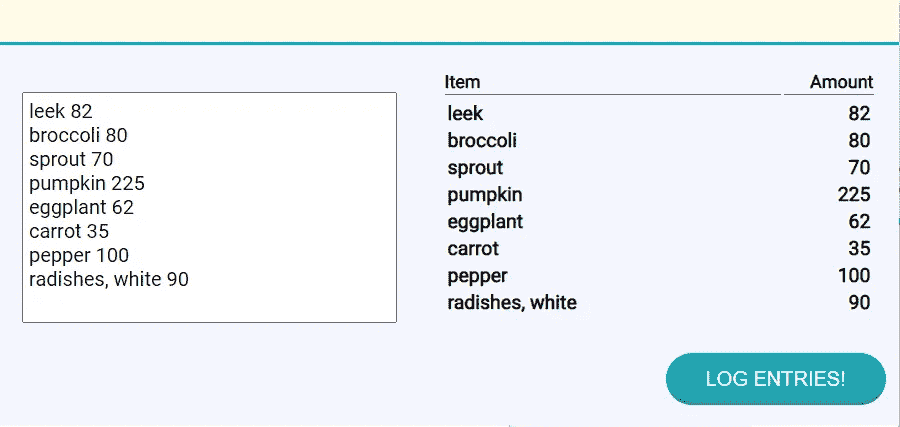 leek 82
broccoli 80
sprout 70
pumpkin 225
eggplant 62
carrot 35
pepper 100
radishes, white 90
Item Amount
leek 82
broccoli 80
sprout 70
pumpkin 225
eggplant 62
carrot 35
pepper 100
radishes, white 90
LOG ENTRIES!